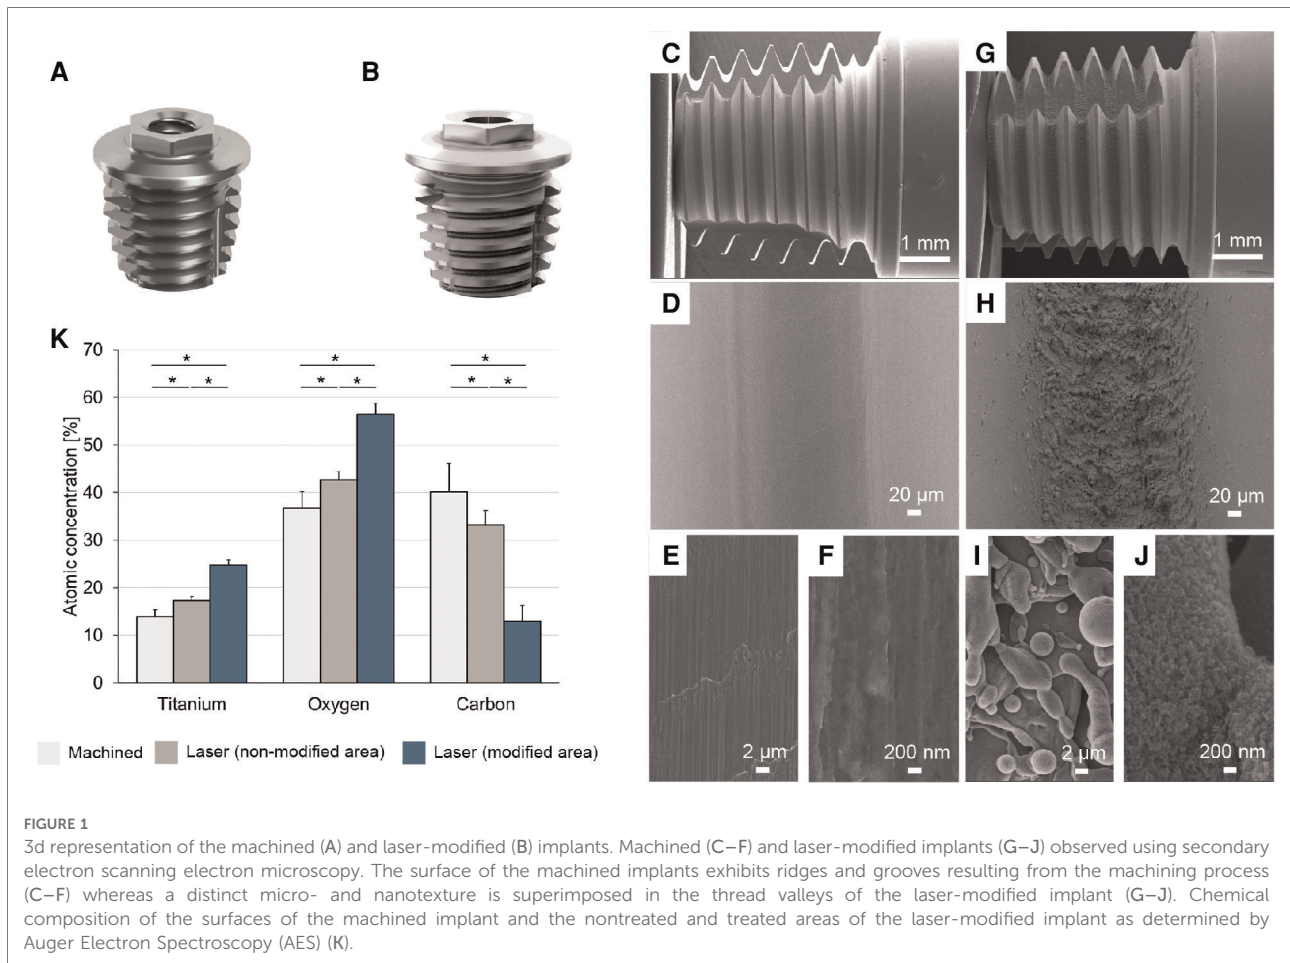 A
B
C
1 mm
G
1 mm
D
20 µm
H
20 µm
E
2 µm
F
200 nm
I
2 µm
J
200 nm
K
Atomic concentration [%]
70
60
50
40
30
20
10
0
* * *
* * *
* * *
Titanium Oxygen Carbon
Machined Laser (non-modified area) Laser (modified area)
FIGURE 1
3d representation of the machined (A) and laser-modified (B) implants. Machined (C–F) and laser-modified implants (G–J) observed using secondary
electron scanning electron microscopy. The surface of the machined implants exhibits ridges and grooves resulting from the machining process
(C–F) whereas a distinct micro- and nanotexture is superimposed in the thread valleys of the laser-modified implant (G–J). Chemical
composition of the surfaces of the machined implant and the nontreated and treated areas of the laser-modified implant as determined by
Auger Electron Spectroscopy (AES) (K).